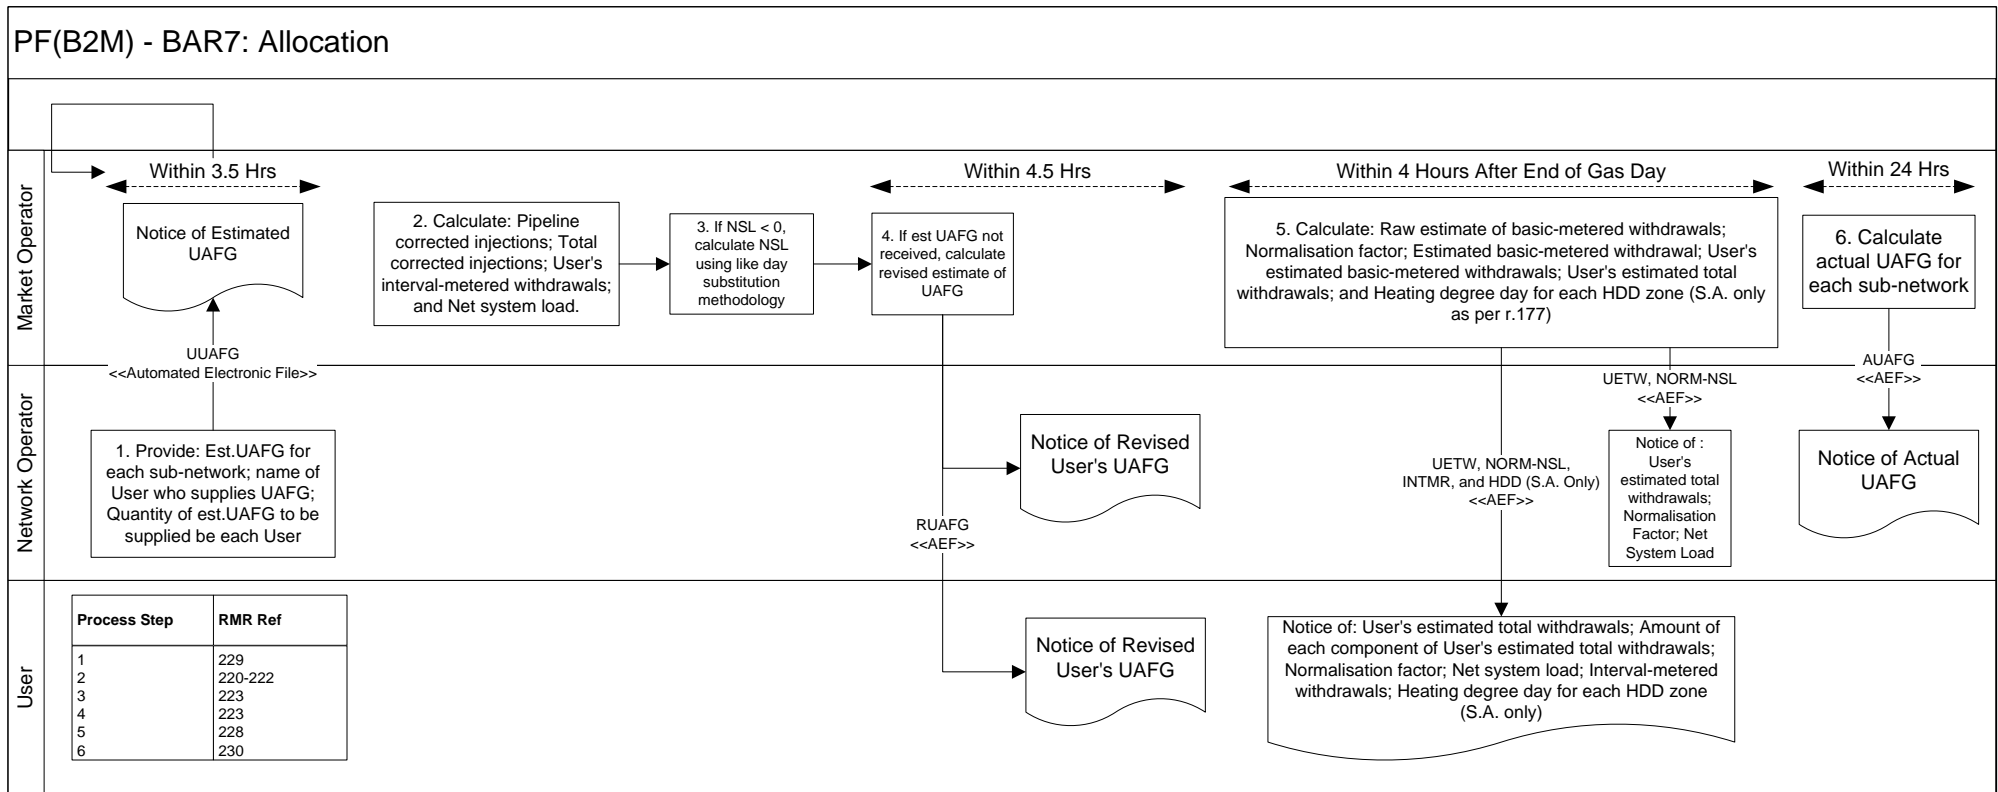 PF(B2M) - BAR7: Allocation
Market Operator
Within 3.5 Hrs
Notice of Estimated
UAFG
UUAFG
<<Automated Electronic File>>
2. Calculate: Pipeline
corrected injections; Total
corrected injections; User's
interval-metered withdrawals;
and Net system load.
3. If NSL < 0,
calculate NSL
using like day
substitution
methodology
Within 4.5 Hrs
4. If est UAFG not
received, calculate
revised estimate of
UAFG
Within 4 Hours After End of Gas Day
5. Calculate: Raw estimate of basic-metered withdrawals;
Normalisation factor; Estimated basic-metered withdrawal; User's
estimated basic-metered withdrawals; User's estimated total
withdrawals; and Heating degree day for each HDD zone (S.A. only
as per r.177)
Within 24 Hrs
6. Calculate
actual UAFG for
each sub-network
AUAFG
<<AEF>>
Network Operator
1. Provide: Est.UAFG for
each sub-network; name of
User who supplies UAFG;
Quantity of est.UAFG to be
supplied be each User
RUAFG
<<AEF>>
Notice of Revised
User's UAFG
UETW, NORM-NSL,
INTMR, and HDD (S.A. Only)
<<AEF>>
UETW, NORM-NSL
<<AEF>>
Notice of :
User's
estimated total
withdrawals;
Normalisation
Factor; Net
System Load
Notice of Actual
UAFG
User
Process Step RMR Ref
1 229
2 220-222
3 223
4 223
5 228
6 230
Notice of Revised
User's UAFG
Notice of: User's estimated total withdrawals; Amount of
each component of User's estimated total withdrawals;
Normalisation factor; Net system load; Interval-metered
withdrawals; Heating degree day for each HDD zone
(S.A. only)